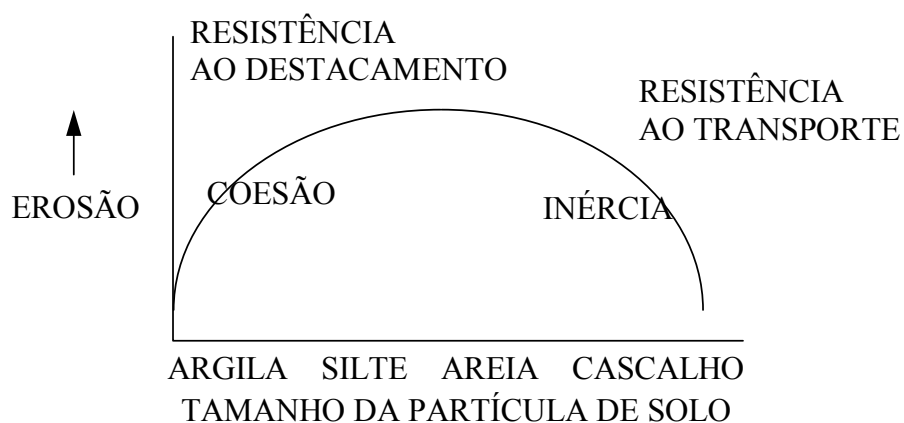 RESISTÊNCIA
AO DESTACAMENTO
RESISTÊNCIA
AO TRANSPORTE
EROSÃO
COESÃO
INÉRCIA
ARGILA SILTE AREIA CASCALHO
TAMANHO DA PARTÍCULA DE SOLO